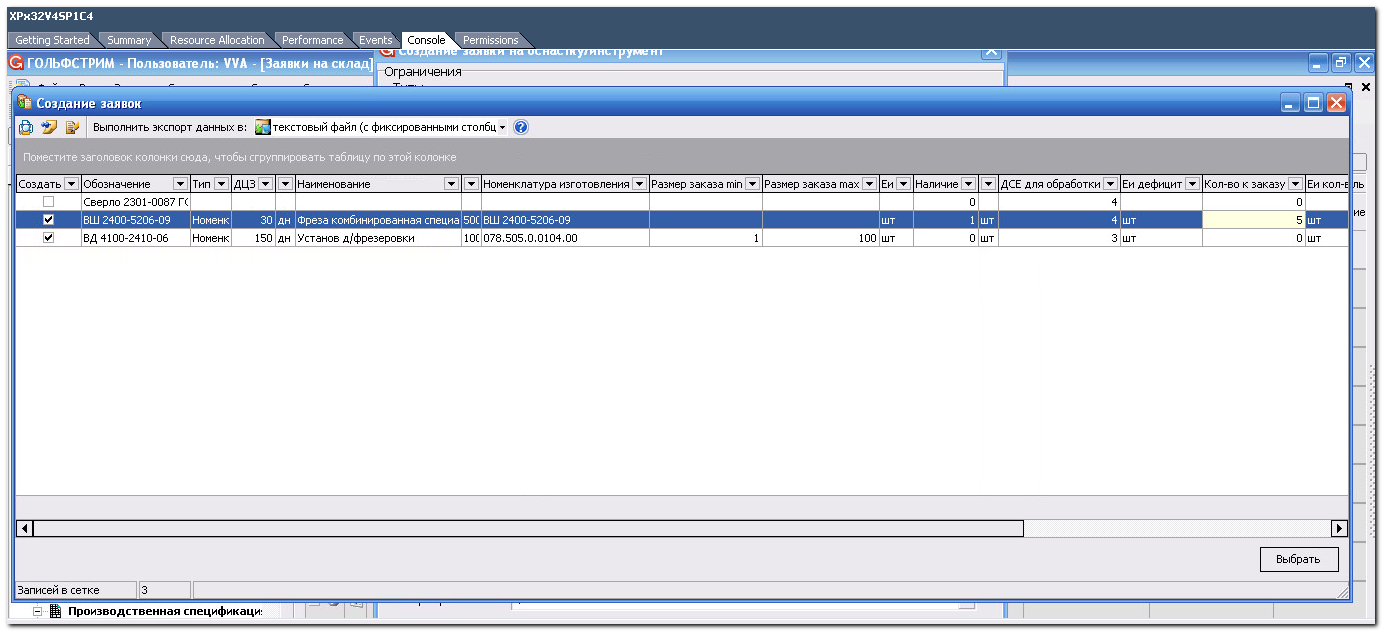 XPx32V4SP1C4
Getting Started Summary Resource Allocation Performance Events Console Permissions
Создание заявки на оснастку/инструмент
ГОЛЬФСТРИМ - Пользователь: VVA - [Заявки на склад]
Ограничения
Создание заявок
Выполнить экспорт данных в: текстовый файл (с фиксированными столбц
Поместите заголовок колонки сюда, чтобы сгруппировать таблицу по этой колонке
Создать Обозначение Тип ДЦЗ Наименование Номенклатура изготовления Размер заказа min Размер заказа max Еи Наличие ДСЕ для обработки Еи дефицит Кол-во к заказу Еи кол-в
Сверло 2301-0087 ГО 0 4 0
ВШ 2400-5206-09 Номенк 30 дн Фреза комбинированная специа 500 ВШ 2400-5206-09 шт 1 шт 4 шт 5 шт
ВД 4100-2410-06 Номенк 150 дн Установ д/фрезеровки 100 078.505.0.0104.00 1 100 шт 0 шт 3 шт 0 шт
Выбрать
Записей в сетке 3
Производственная спецификаци